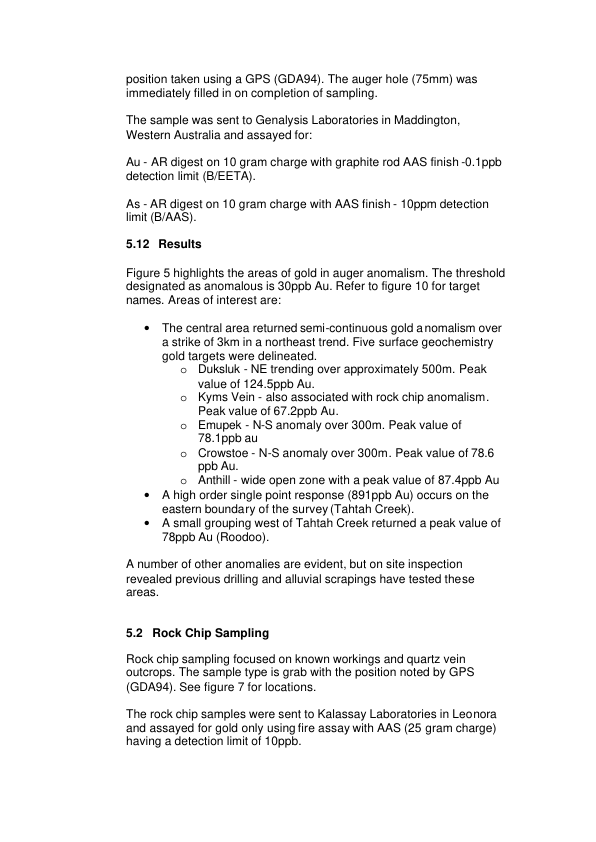 position taken using a GPS (GDA94). The auger hole (75mm) was
immediately filled in on completion of sampling.
The sample was sent to Genalysis Laboratories in Maddington,
Western Australia and assayed for:
Au - AR digest on 10 gram charge with graphite rod AAS finish -0.1ppb
detection limit (B/EETA).
As - AR digest on 10 gram charge with AAS finish - 10ppm detection
limit (B/AAS).
5.12 Results
Figure 5 highlights the areas of gold in auger anomalism. The threshold
designated as anomalous is 30ppb Au. Refer to figure 10 for target
names. Areas of interest are:
• The central area returned semi-continuous gold anomalism over
a strike of 3km in a northeast trend. Five surface geochemistry
gold targets were delineated.
o Duksluk - NE trending over approximately 500m. Peak
value of 124.5ppb Au.
o Kyms Vein - also associated with rock chip anomalism.
Peak value of 67.2ppb Au.
o Emupek - N-S anomaly over 300m. Peak value of
78.1ppb au
o Crowstoe - N-S anomaly over 300m. Peak value of 78.6
ppb Au.
o Anthill - wide open zone with a peak value of 87.4ppb Au
• A high order single point response (891ppb Au) occurs on the
eastern boundary of the survey (Tahtah Creek).
• A small grouping west of Tahtah Creek returned a peak value of
78ppb Au (Roodoo).
A number of other anomalies are evident, but on site inspection
revealed previous drilling and alluvial scrapings have tested these
areas.
5.2 Rock Chip Sampling
Rock chip sampling focused on known workings and quartz vein
outcrops. The sample type is grab with the position noted by GPS
(GDA94). See figure 7 for locations.
The rock chip samples were sent to Kalassay Laboratories in Leonora
and assayed for gold only using fire assay with AAS (25 gram charge)
having a detection limit of 10ppb.